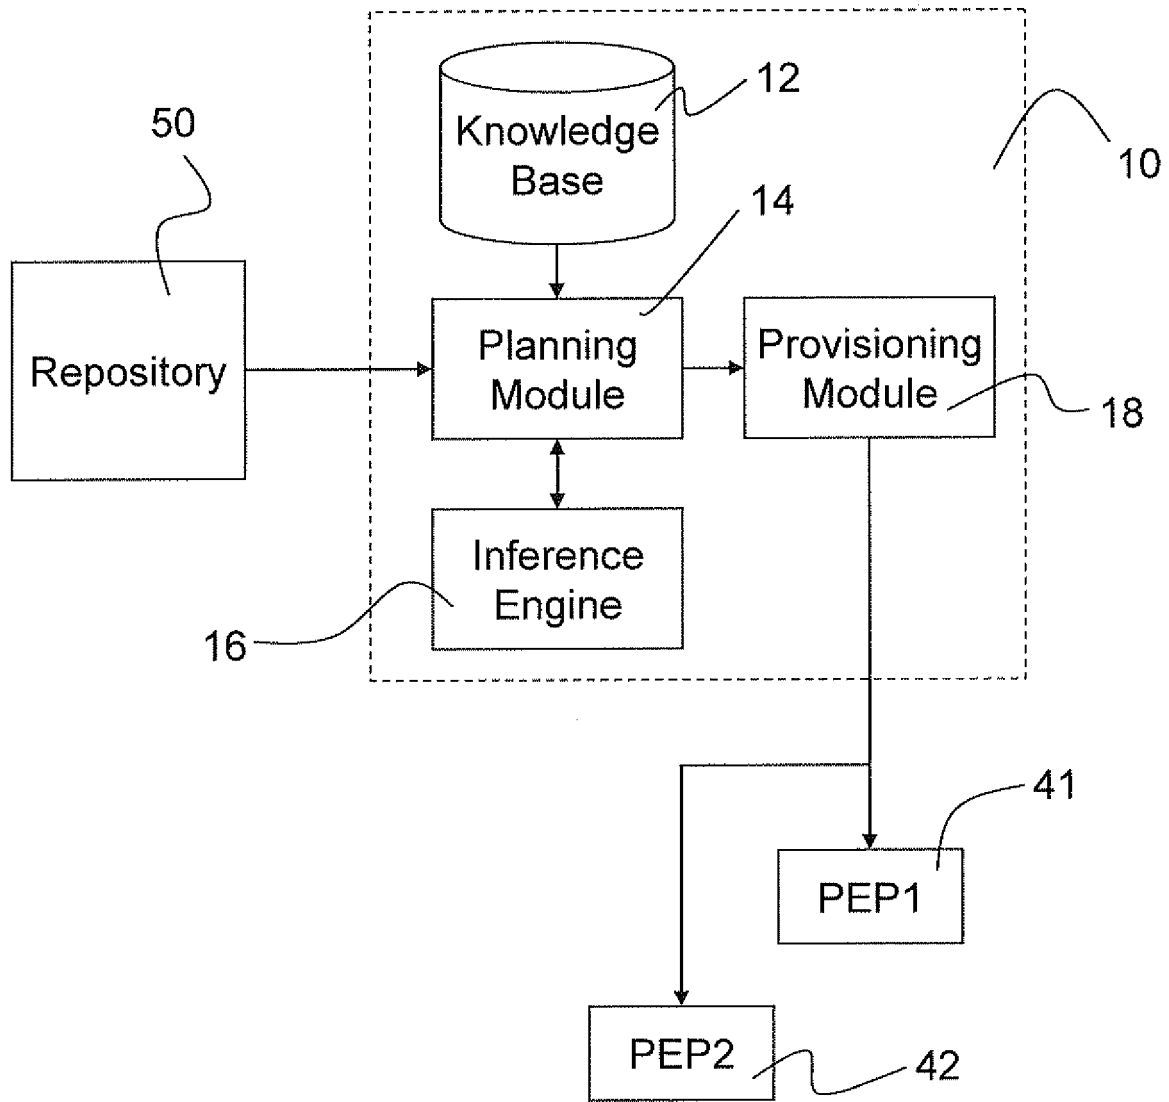 12
Knowledge
Base
50
10
14
Repository
Planning
Module
Provisioning
Module
18
Inference
Engine
16
41
PEP1
PEP2
42